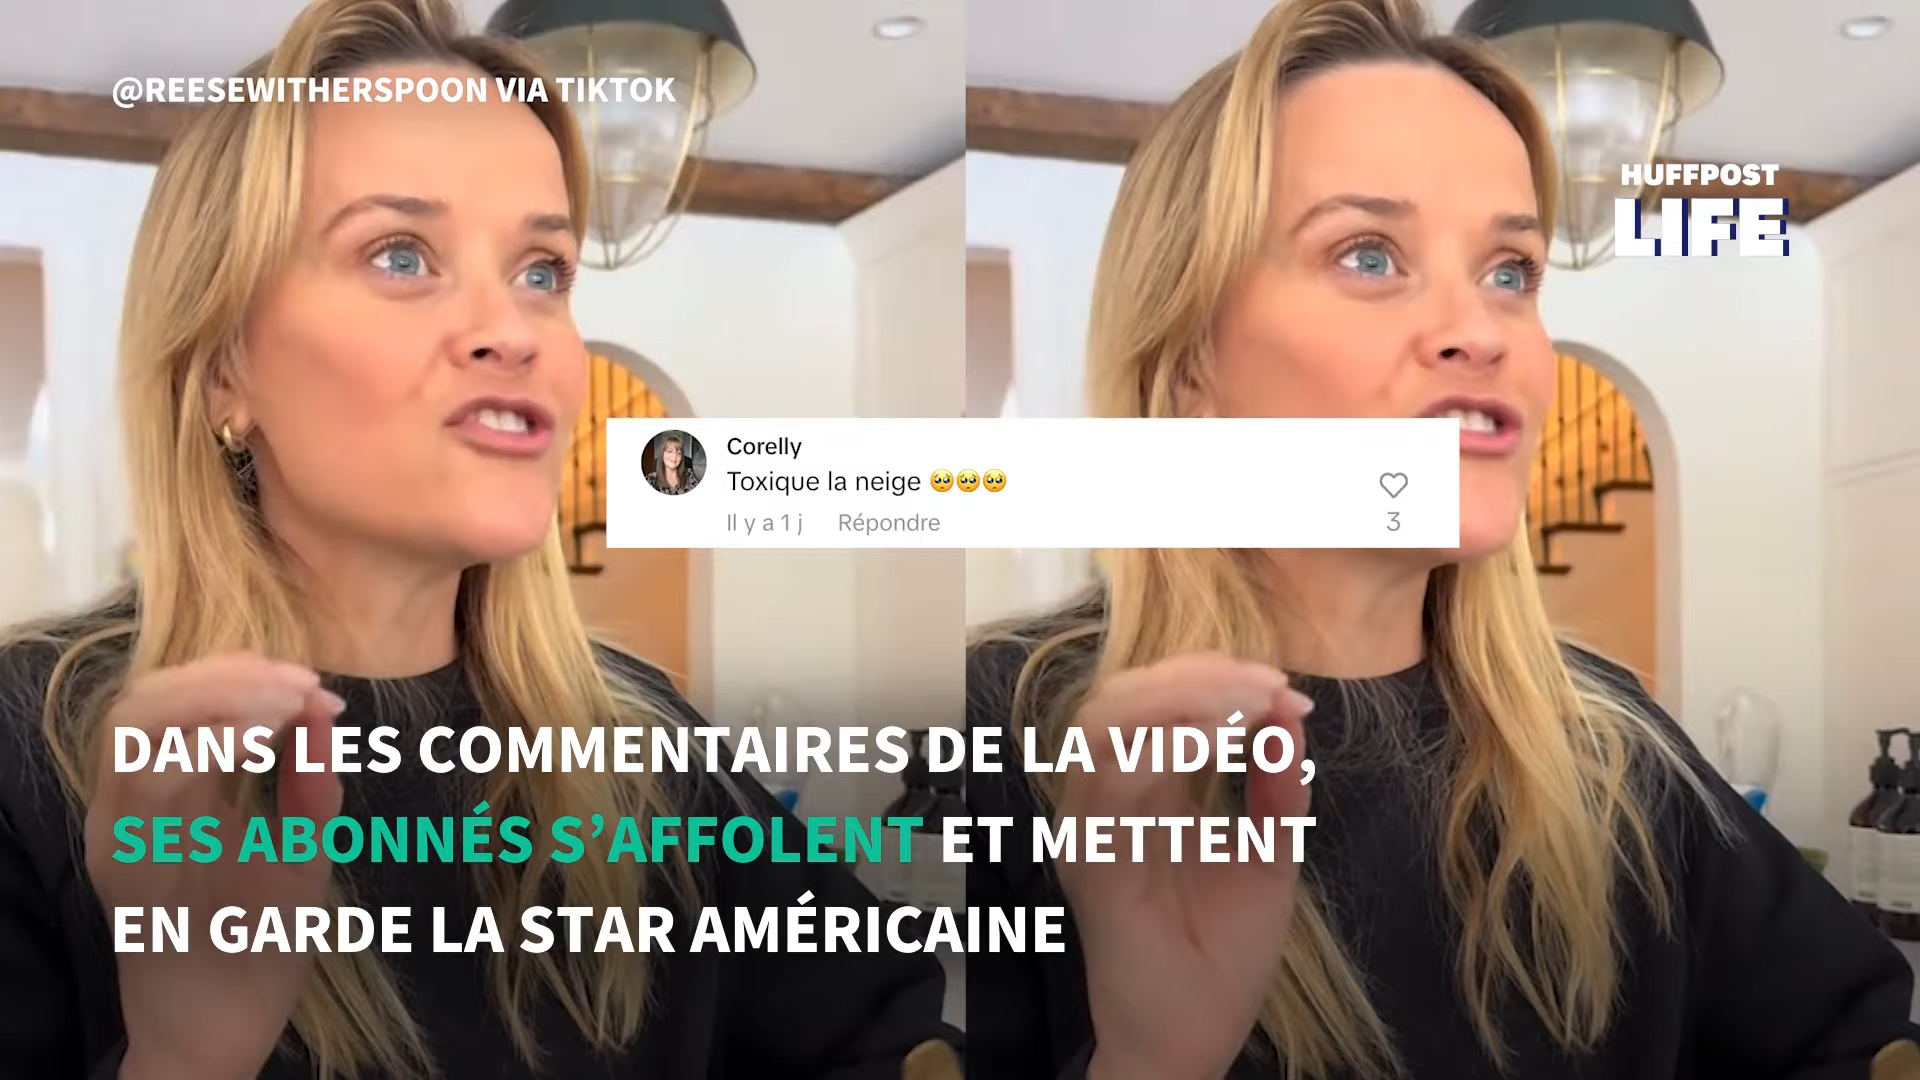 @REESEWITHERSPOON VIA TIKTOK
HUFFPOST
LIFE
Corelly
Toxique la neige 🥺🥺🥺
Il y a 1 j Répondre
3
DANS LES COMMENTAIRES DE LA VIDÉO,
SES ABONNÉS S’AFFOLENT ET METTENT
EN GARDE LA STAR AMÉRICAINE